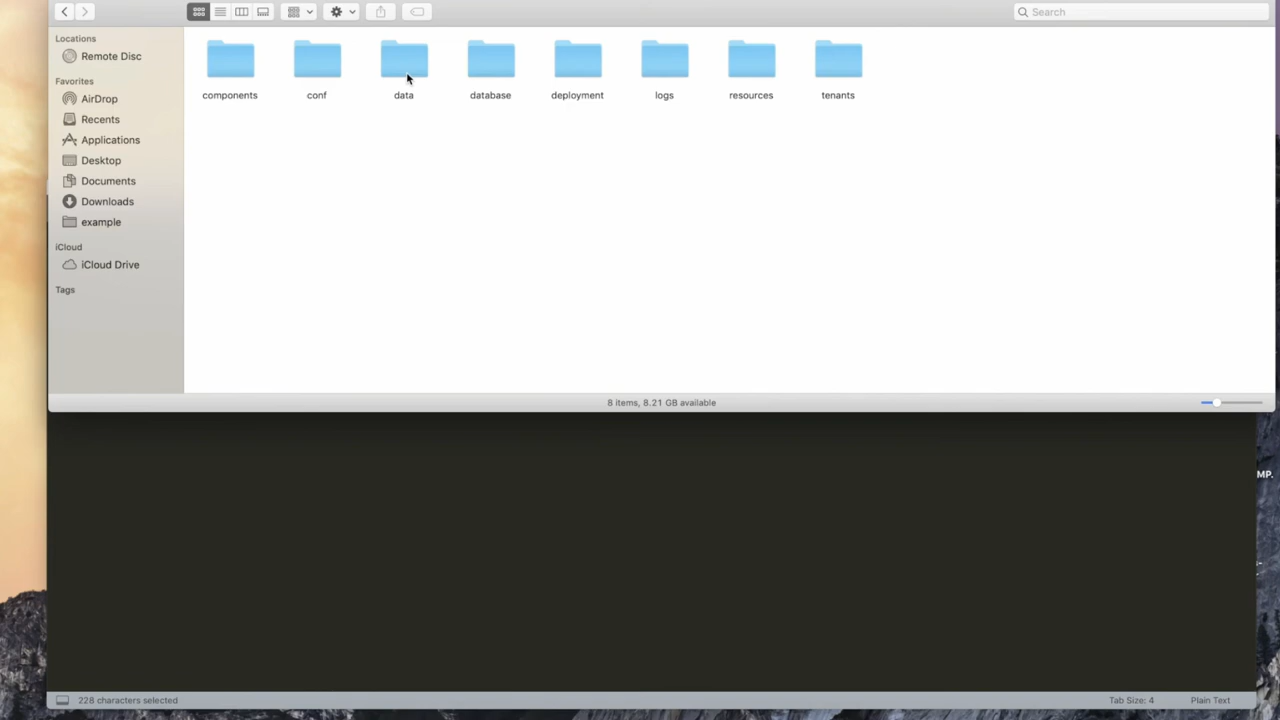 Search
Locations
Remote Disc
Favorites
AirDrop
Recents
Applications
Desktop
Documents
Downloads
example
iCloud
iCloud Drive
Tags
components
conf
data
database
deployment
logs
resources
tenants
8 items, 8.21 GB available
MP.
228 characters selected
Tab Size: 4
Plain Text